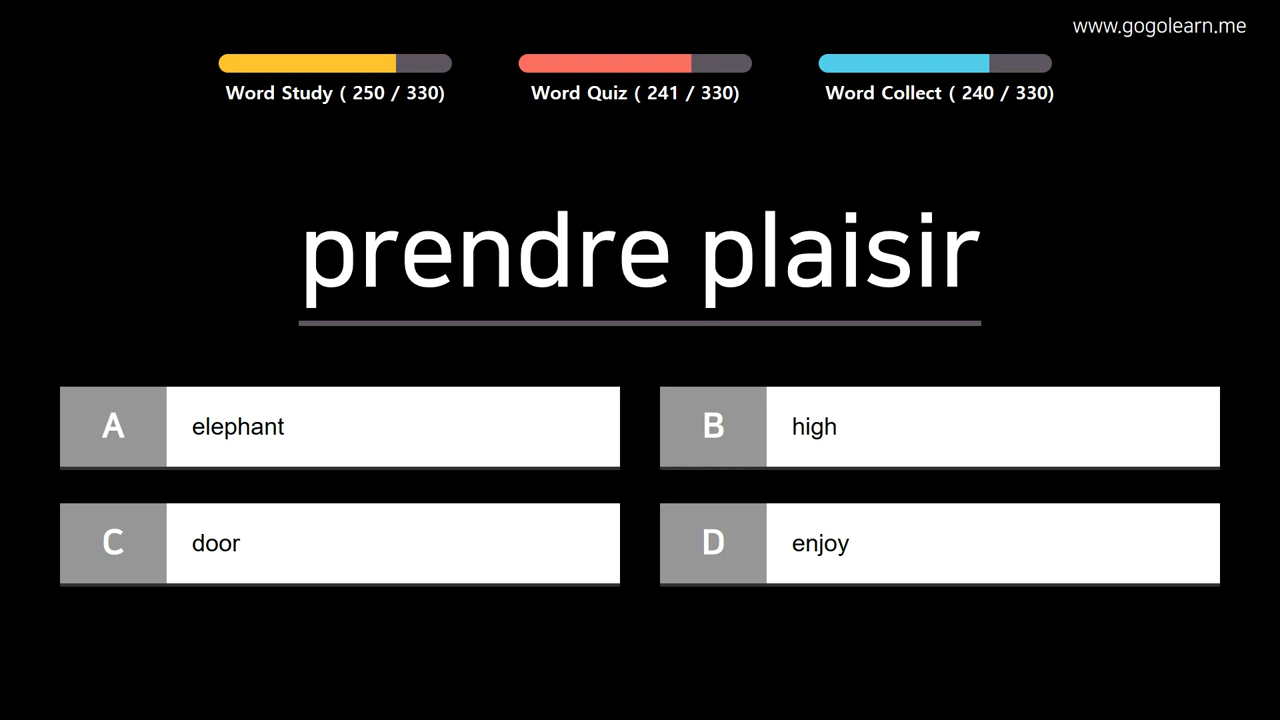 www.gogolearn.me
Word Study ( 250 / 330)
Word Quiz ( 241 / 330)
Word Collect ( 240 / 330)
prendre plaisir
A elephant
B high
C door
D enjoy